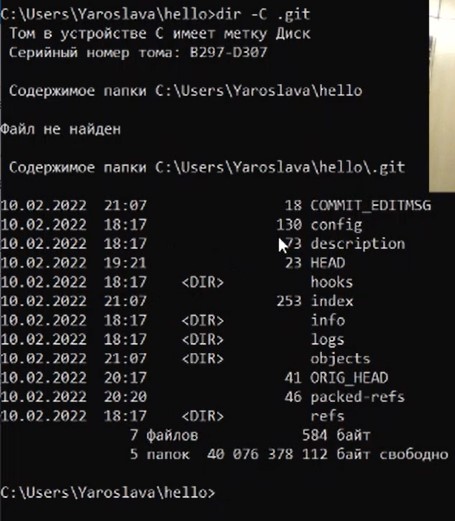 C:\Users\Yaroslava\hello>dir -C .git
Том в устройстве C имеет метку Диск
Серийный номер тома: B297-D307
Содержимое папки C:\Users\Yaroslava\hello
Файл не найден
Содержимое папки C:\Users\Yaroslava\hello\.git
10.02.2022 21:07 18 COMMIT_EDITMSG
10.02.2022 18:17 130 config
10.02.2022 18:17 73 description
10.02.2022 19:21 23 HEAD
10.02.2022 18:17 <DIR> hooks
10.02.2022 21:07 253 index
10.02.2022 18:17 <DIR> info
10.02.2022 18:17 <DIR> logs
10.02.2022 21:07 <DIR> objects
10.02.2022 20:17 41 ORIG_HEAD
10.02.2022 20:20 46 packed-refs
10.02.2022 18:17 <DIR> refs
7 файлов 584 байт
5 папок 40 076 378 112 байт свободно
C:\Users\Yaroslava\hello>